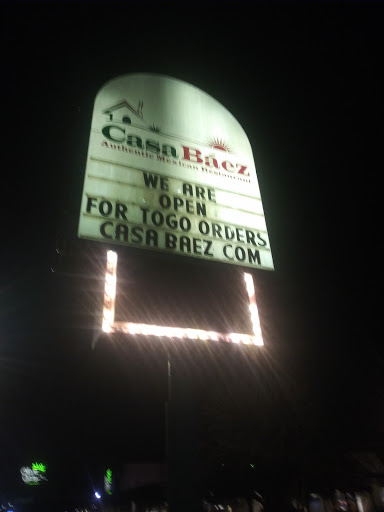 Casa Báez
Authentic Mexican Restaurant
WE ARE
OPEN
FOR TOGO ORDERS
CASA BAEZ COM